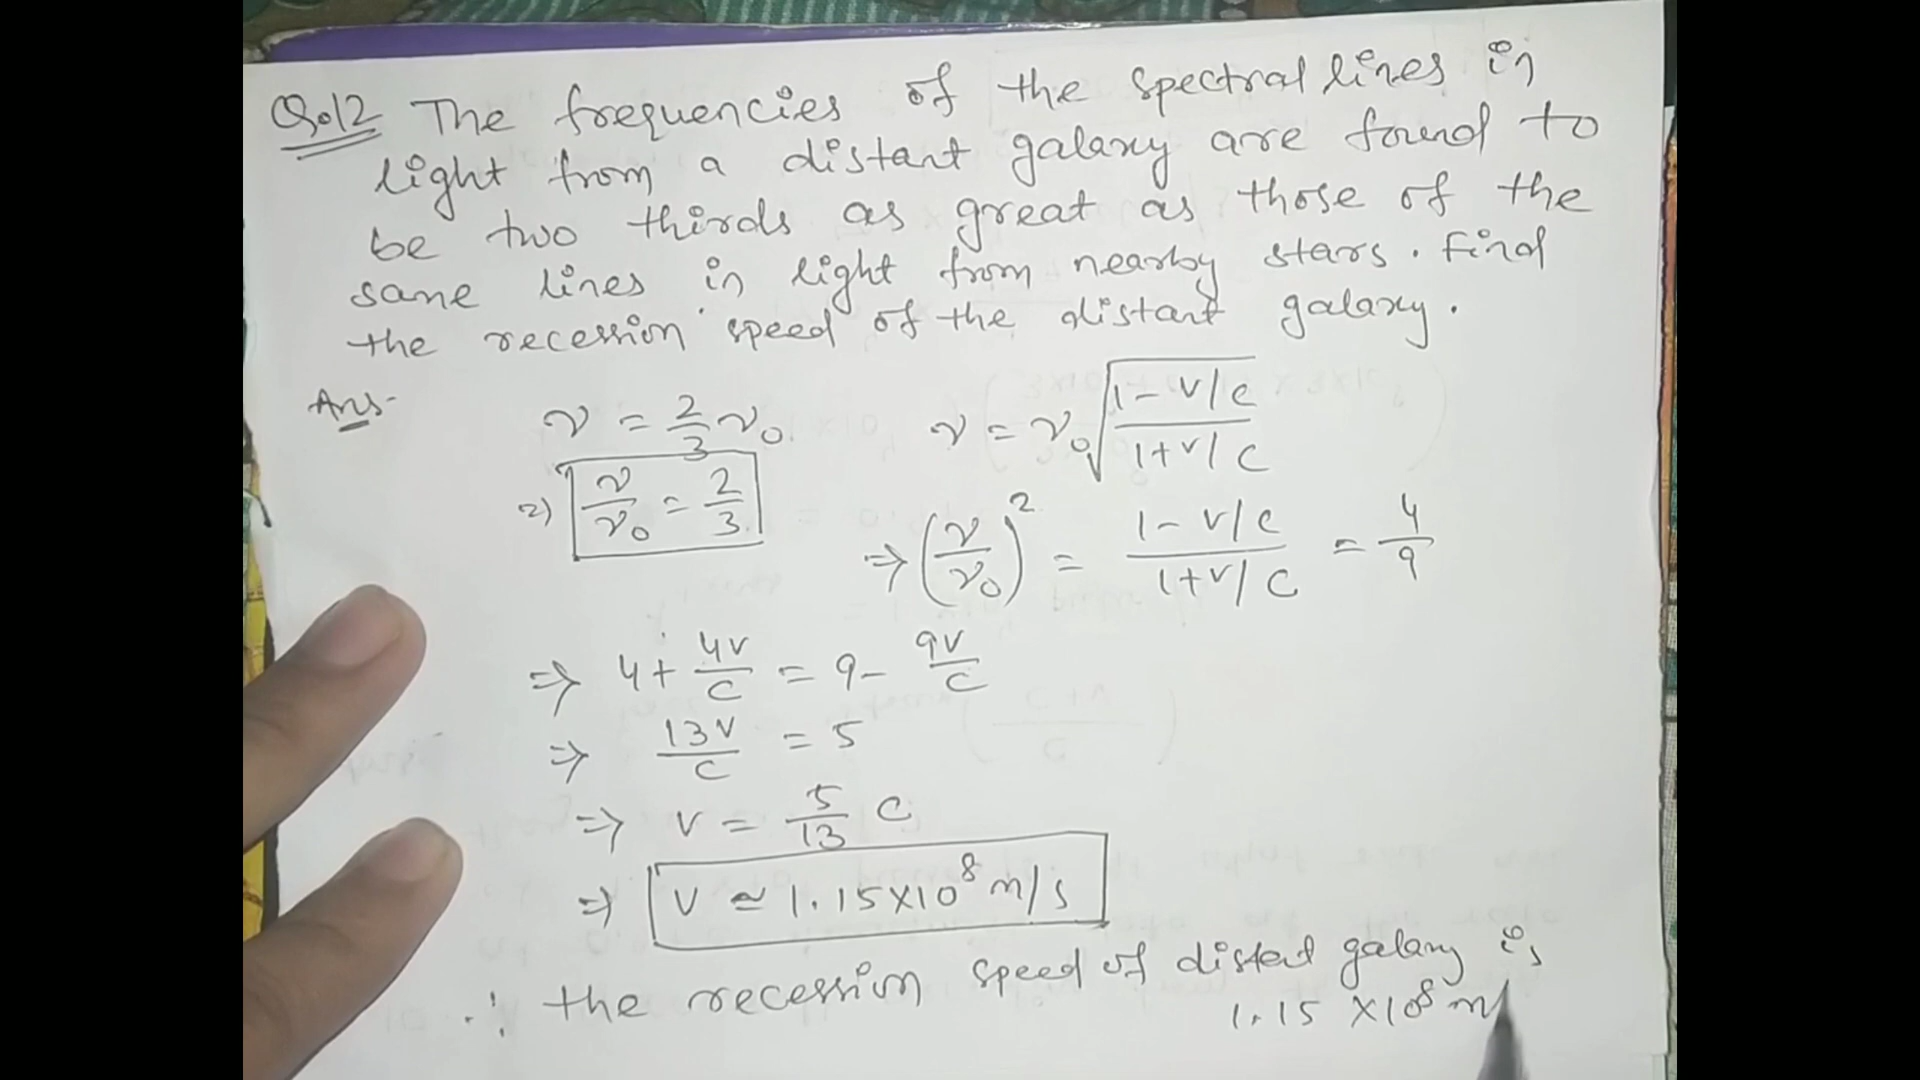 Q.12 The frequencies of the spectral lines in
light from a distant galaxy are found to
be two thirds as great as those of the
same lines in light from nearby stars. Find
the recession speed of the distant galaxy.
Ans-
ν = 2/3 ν₀
ν = ν₀ √((1 - v/c)/(1 + v/c))
⇒ ν/ν₀ = 2/3
⇒ (ν/ν₀)² = (1 - v/c)/(1 + v/c) = 4/9
⇒ 4 + 4v/c = 9 - 9v/c
⇒ 13v/c = 5
⇒ v = 5/13 c
⇒ v ≃ 1.15×10⁸ m/s
∴ the recession speed of distant galaxy is
1.15 ×10⁸ m/